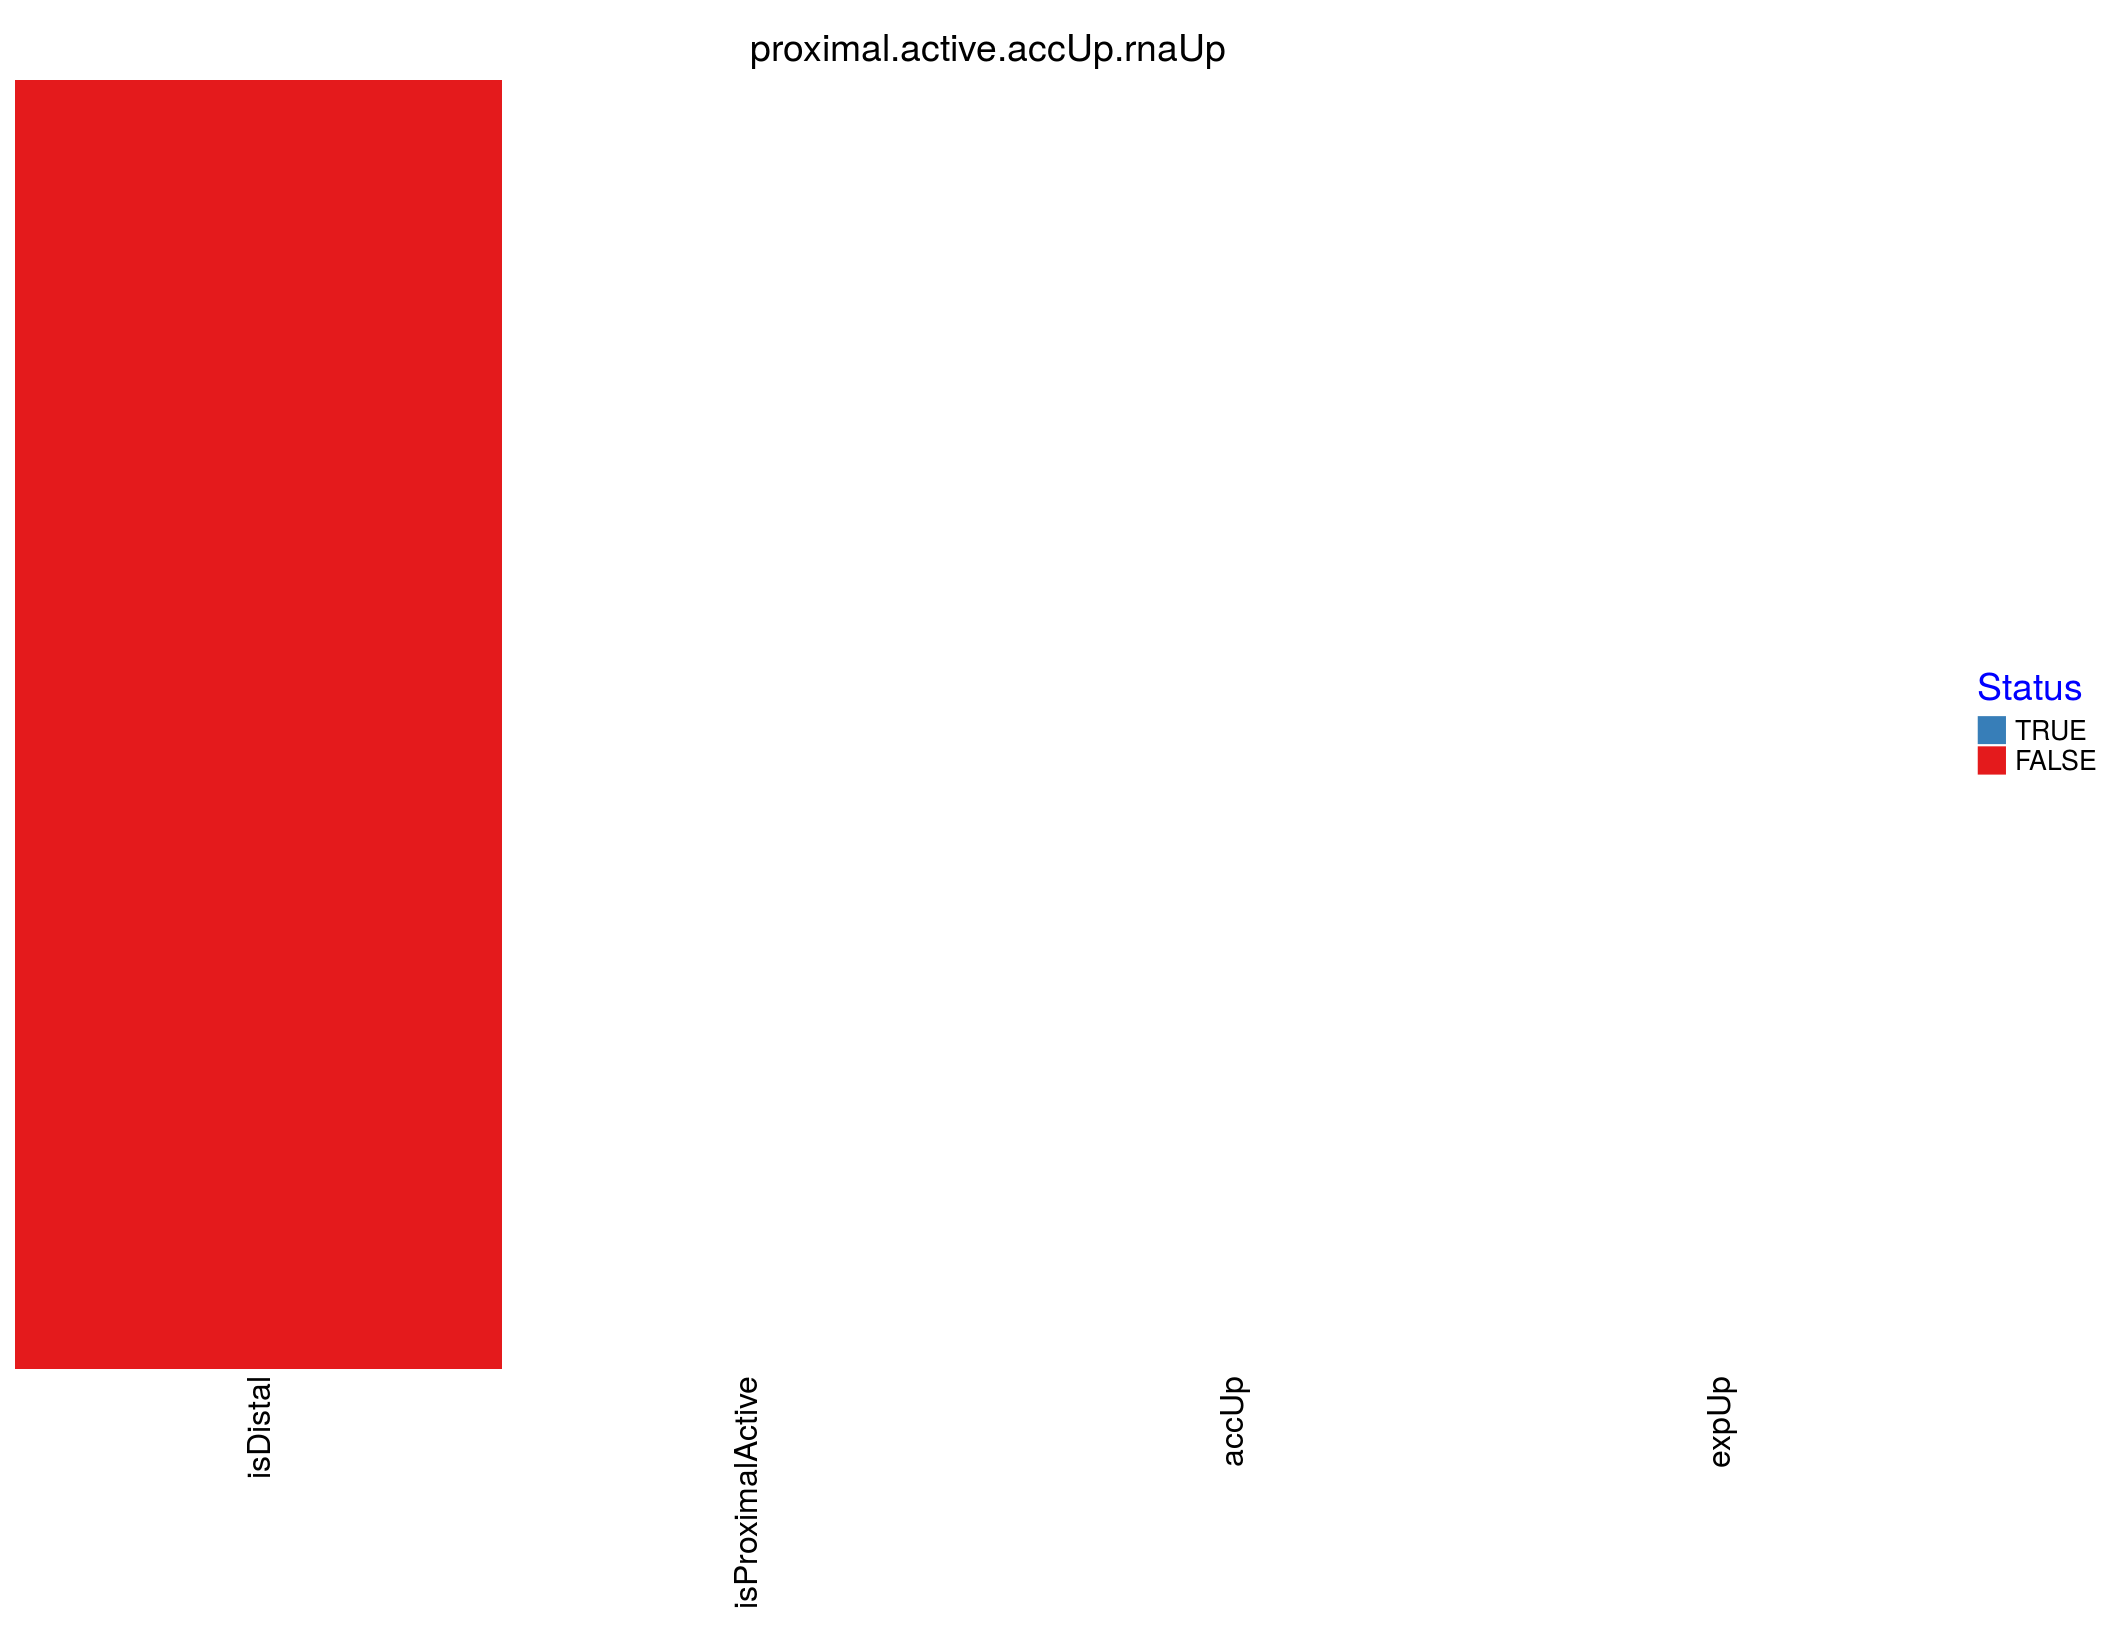 proximal.active.accUp.rnaUp
Status
TRUE
FALSE
isDistal
isProximalActive
accUp
expUp